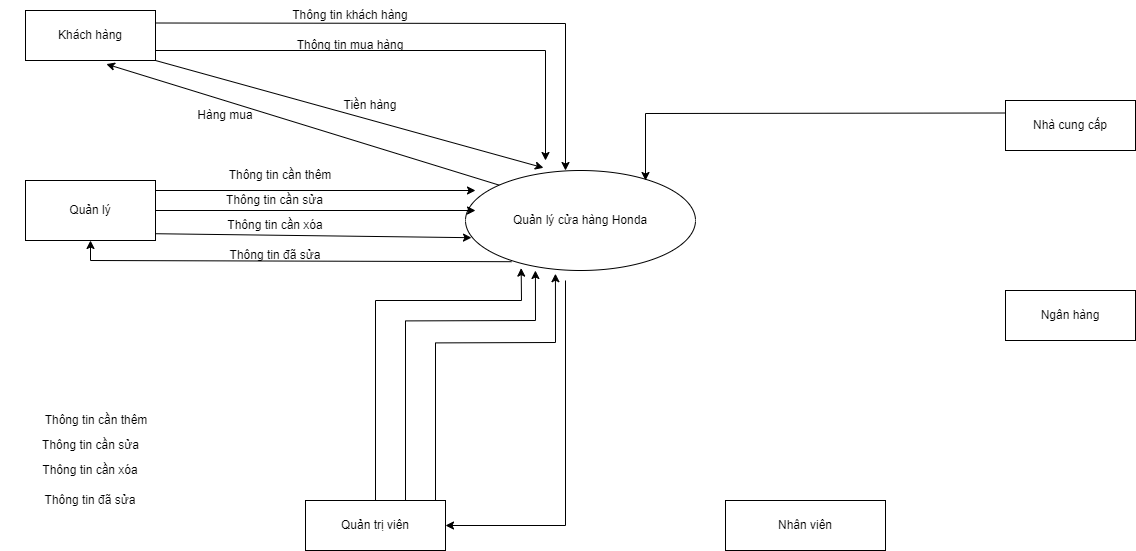 Thông tin khách hàng
Khách hàng
Thông tin mua hàng
Tiền hàng
Hàng mua
Nhà cung cấp
Thông tin cần thêm
Thông tin cần sửa
Quản lý
Quản lý cửa hàng Honda
Thông tin cần xóa
Thông tin đã sửa
Ngân hàng
Thông tin cần thêm
Thông tin cần sửa
Thông tin cần xóa
Thông tin đã sửa
Quản trị viên
Nhân viên